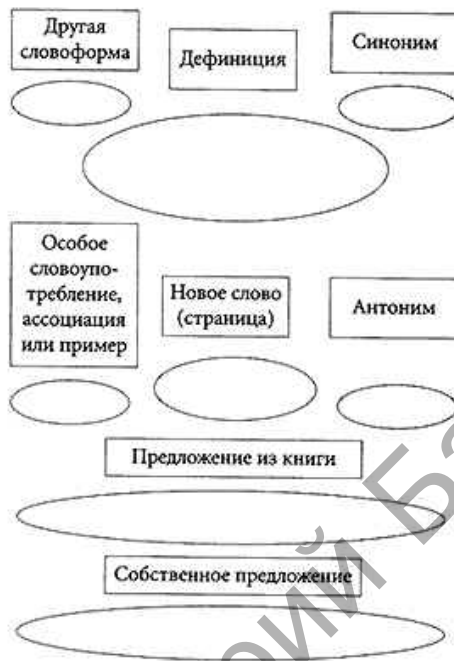 Другая
словоформа
Дефиниция
Синоним
Особое
словоупо-
требление,
ассоциация
или пример
Новое слово
(страница)
Антоним
Предложение из книги
Собственное предложение